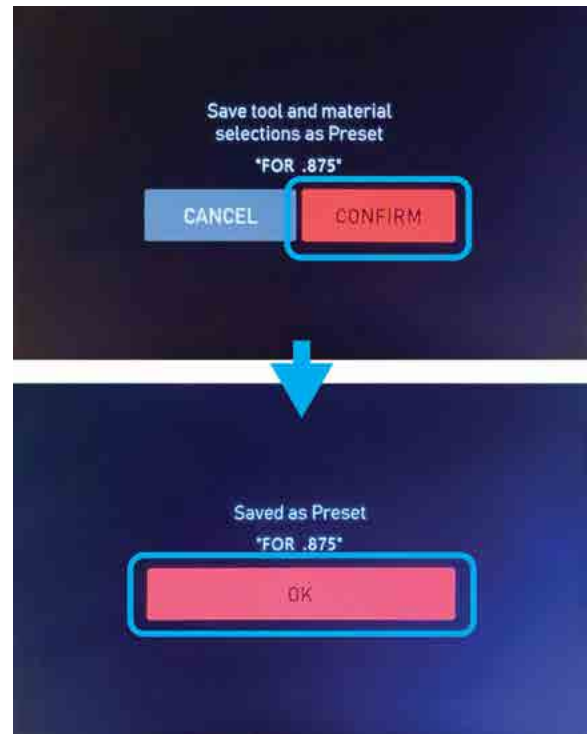 Save tool and material
selections as Preset
"FOR .875"
CANCEL
CONFIRM
Saved as Preset
"FOR .875"
OK